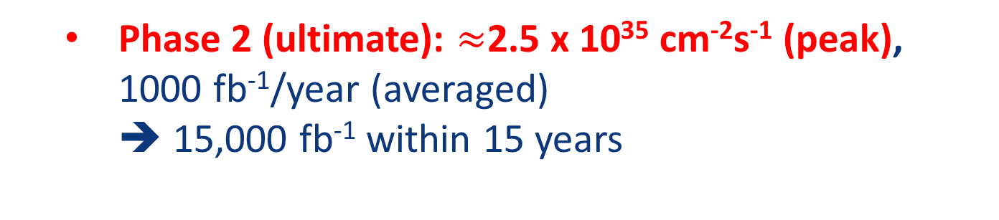 • Phase 2 (ultimate): ≈2.5 x 10³⁵ cm⁻²s⁻¹ (peak),
1000 fb⁻¹/year (averaged)
➔ 15,000 fb⁻¹ within 15 years